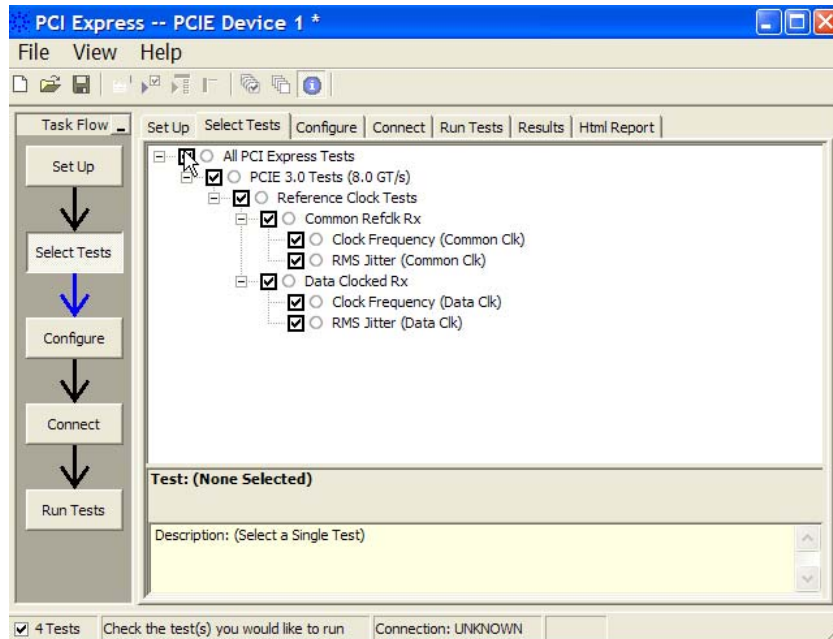 PCI Express -- PCIE Device 1 *
File View Help
Task Flow
Set Up
Select Tests
Configure
Connect
Run Tests
Set Up Select Tests Configure Connect Run Tests Results Html Report
All PCI Express Tests
PCIE 3.0 Tests (8.0 GT/s)
Reference Clock Tests
Common Refclk Rx
Clock Frequency (Common Clk)
RMS Jitter (Common Clk)
Data Clocked Rx
Clock Frequency (Data Clk)
RMS Jitter (Data Clk)
Test: (None Selected)
Description: (Select a Single Test)
4 Tests Check the test(s) you would like to run Connection: UNKNOWN